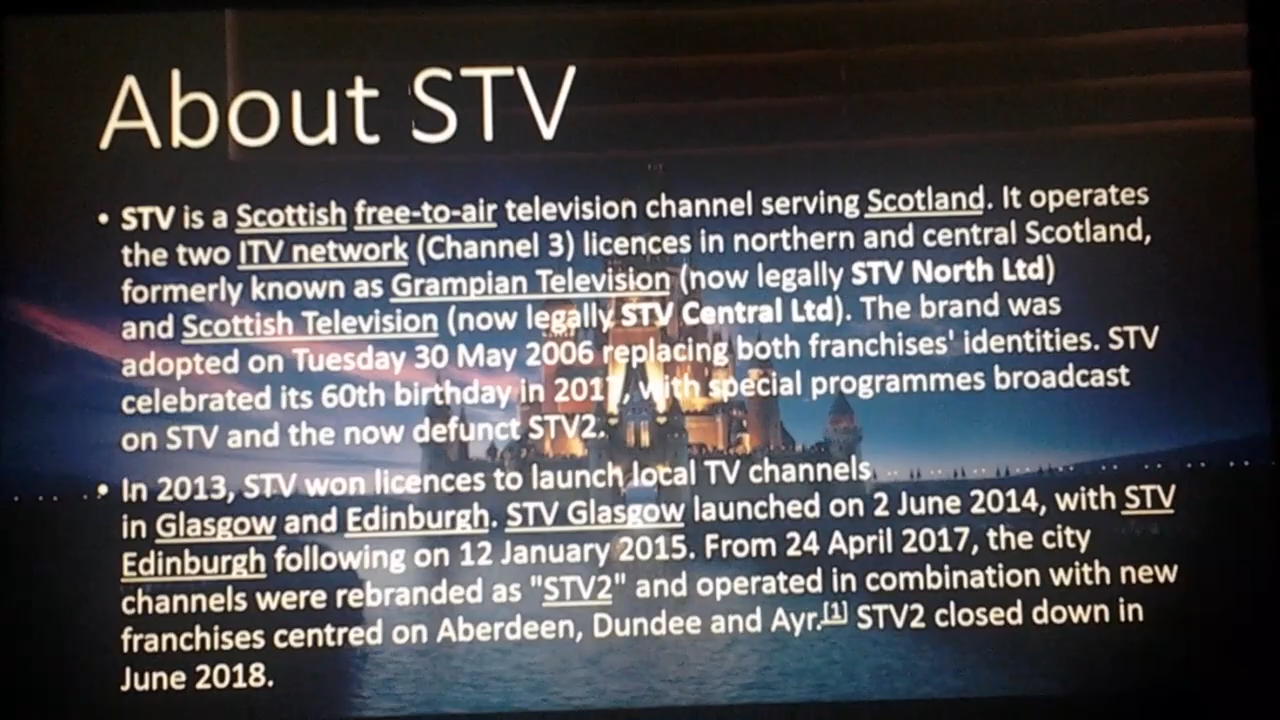 About STV
• STV is a Scottish free-to-air television channel serving Scotland. It operates
the two ITV network (Channel 3) licences in northern and central Scotland,
formerly known as Grampian Television (now legally STV North Ltd)
and Scottish Television (now legally STV Central Ltd). The brand was
adopted on Tuesday 30 May 2006 replacing both franchises' identities. STV
celebrated its 60th birthday in 2017, with special programmes broadcast
on STV and the now defunct STV2.
• In 2013, STV won licences to launch local TV channels
in Glasgow and Edinburgh. STV Glasgow launched on 2 June 2014, with STV
Edinburgh following on 12 January 2015. From 24 April 2017, the city
channels were rebranded as "STV2" and operated in combination with new
franchises centred on Aberdeen, Dundee and Ayr.[1] STV2 closed down in
June 2018.